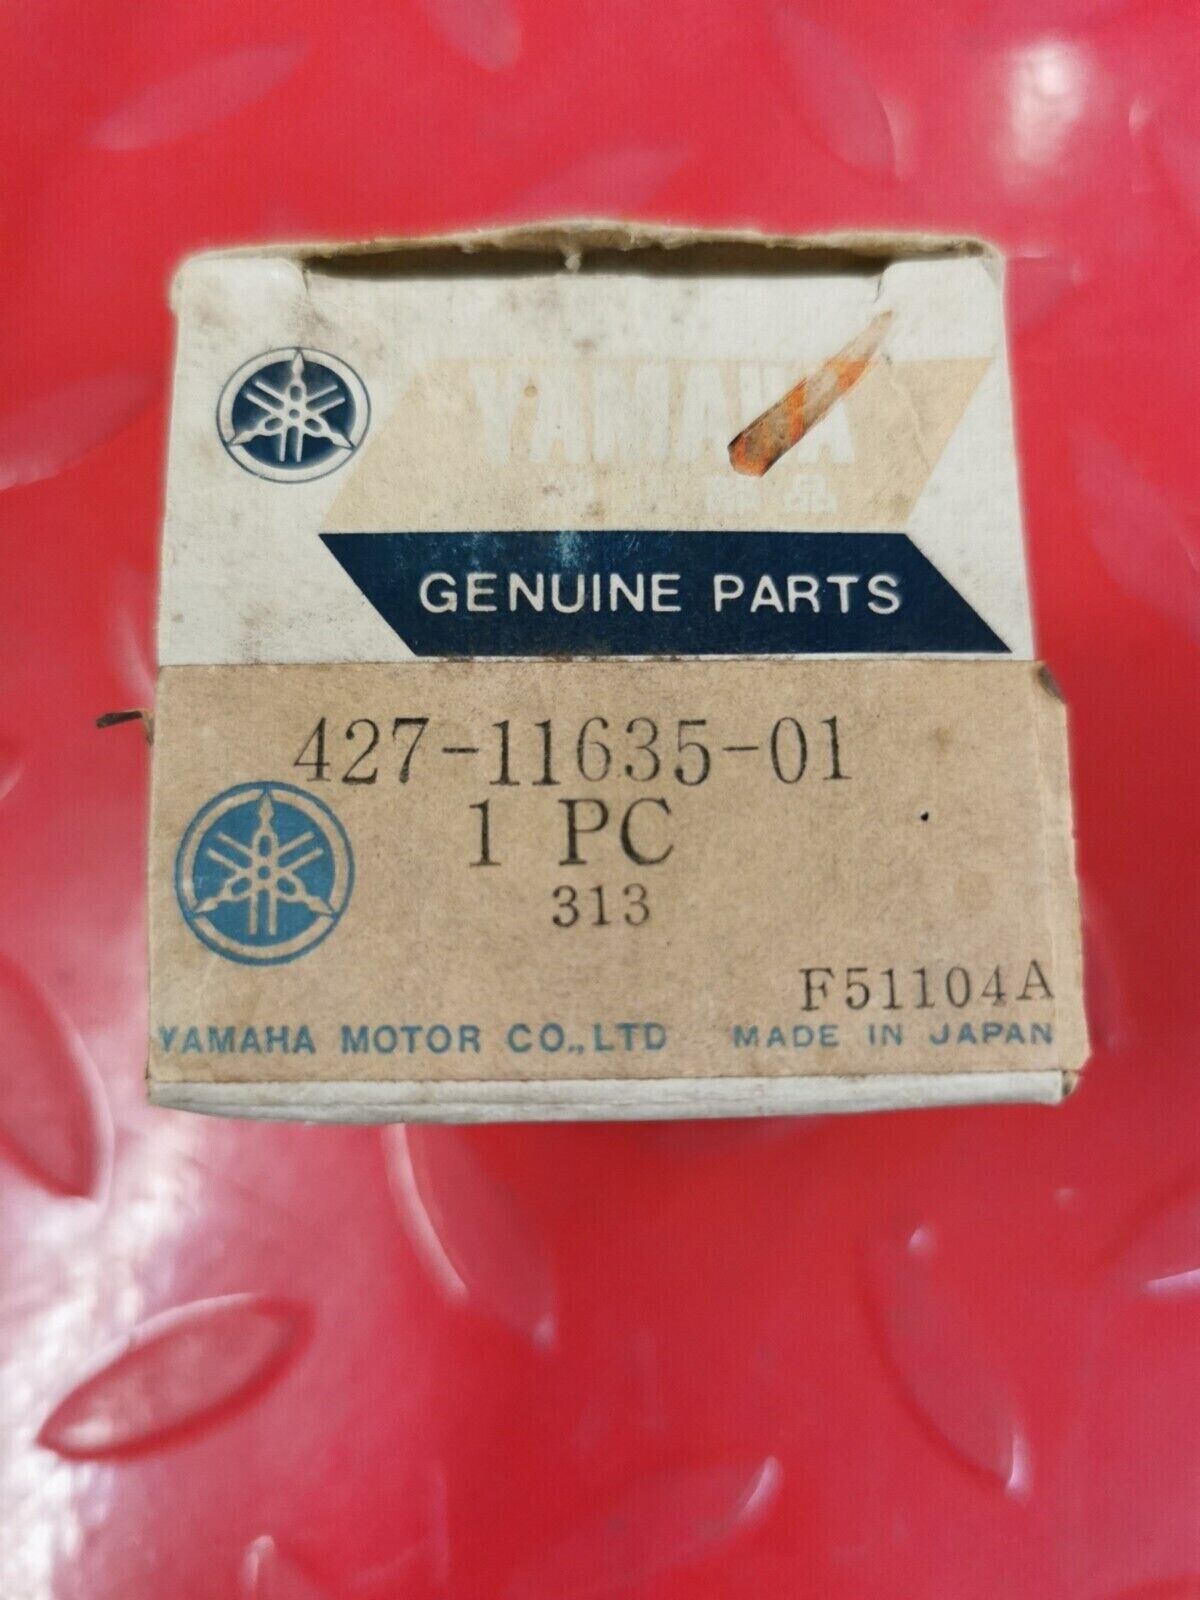 YAMAHA
GENUINE PARTS
427-11635-01
1 PC
313
F51104A
YAMAHA MOTOR CO.,LTD MADE IN JAPAN